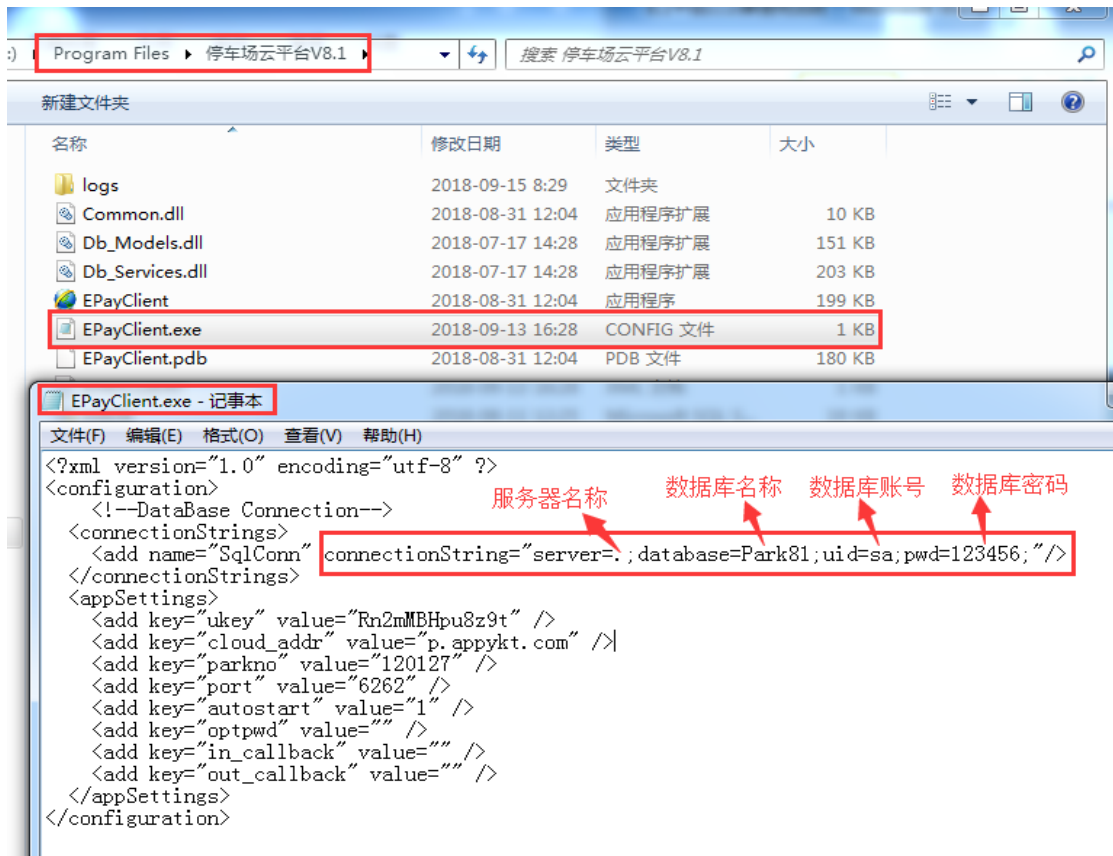 :) Program Files 停车场云平台V8.1 搜索 停车场云平台V8.1
新建文件夹
名称 修改日期 类型 大小
logs 2018-09-15 8:29 文件夹
Common.dll 2018-08-31 12:04 应用程序扩展 10 KB
Db_Models.dll 2018-07-17 14:28 应用程序扩展 151 KB
Db_Services.dll 2018-07-17 14:28 应用程序扩展 203 KB
EPayClient 2018-08-31 12:04 应用程序 199 KB
EPayClient.exe 2018-09-13 16:28 CONFIG 文件 1 KB
EPayClient.pdb 2018-08-31 12:04 PDB 文件 180 KB
EPayClient.exe - 记事本
文件(F) 编辑(E) 格式(O) 查看(V) 帮助(H)
<?xml version="1.0" encoding="utf-8" ?>
<configuration>
服务器名称 数据库名称 数据库账号 数据库密码
<!--DataBase Connection-->
<connectionStrings>
<add name="SqlConn" connectionString="server=.;database=Park81;uid=sa;pwd=123456;"/>
</connectionStrings>
<appSettings>
<add key="ukey" value="Rn2mMBHpu8z9t" />
<add key="cloud_addr" value="p.appykt.com" />
<add key="parkno" value="120127" />
<add key="port" value="6262" />
<add key="autostart" value="1" />
<add key="optpwd" value="" />
<add key="in_callback" value="" />
<add key="out_callback" value="" />
</appSettings>
</configuration>